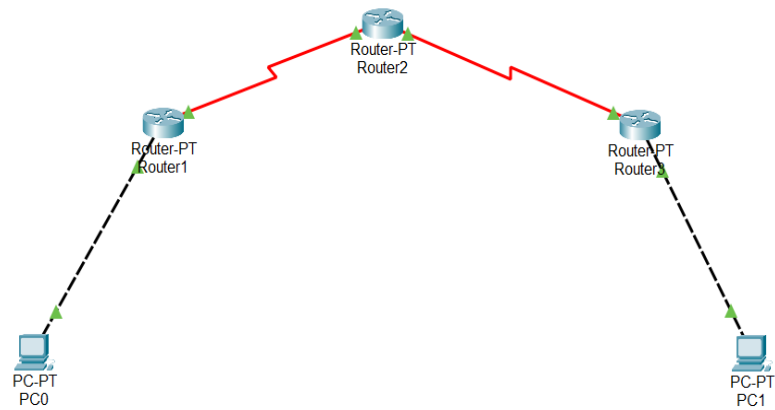 Router-PT
Router2
Router-PT
Router1
Router-PT
Router3
PC-PT
PC0
PC-PT
PC1